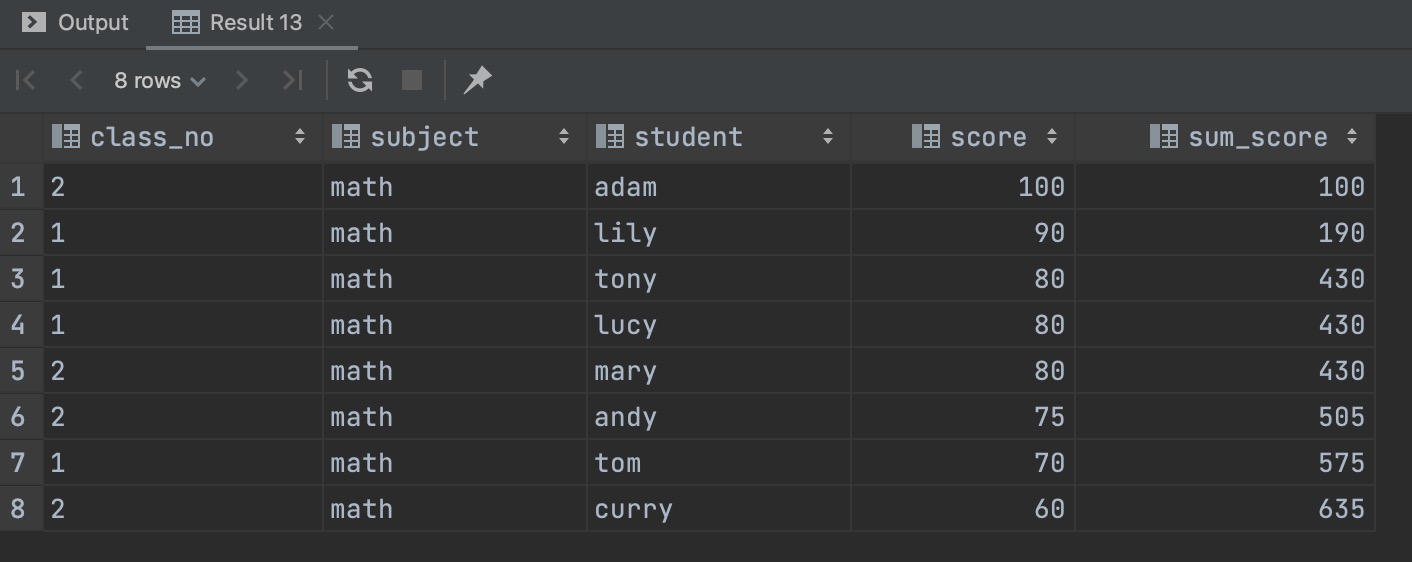 Output Result 13
8 rows
class_no subject student score sum_score
1 2 math adam 100 100
2 1 math lily 90 190
3 1 math tony 80 430
4 1 math lucy 80 430
5 2 math mary 80 430
6 2 math andy 75 505
7 1 math tom 70 575
8 2 math curry 60 635